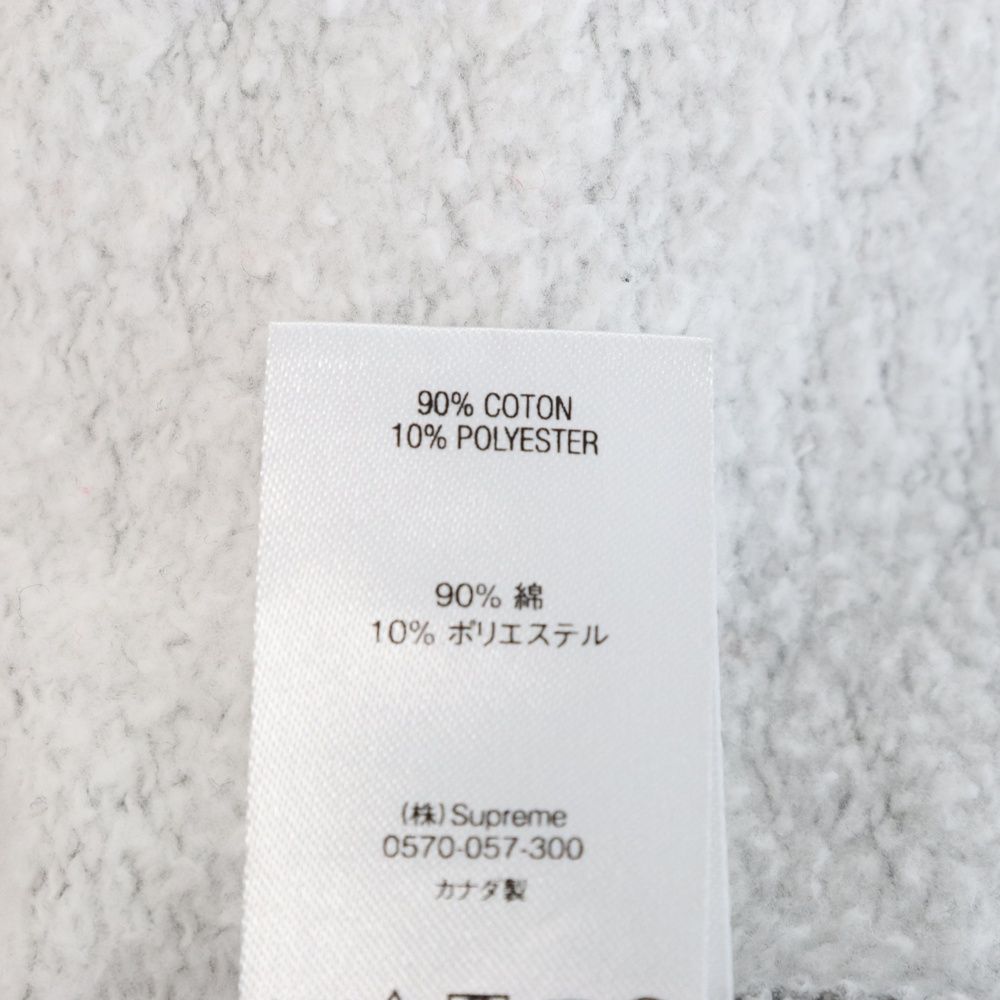 90% COTON
10% POLYESTER
90% 綿
10% ポリエステル
(株)Supreme
0570-057-300
カナダ製